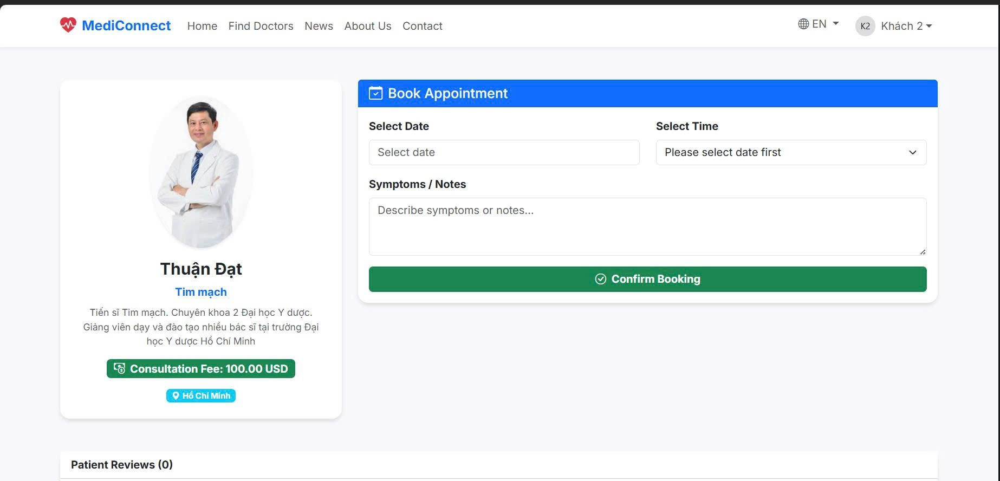 MediConnect Home Find Doctors News About Us Contact EN K2 Khách 2
Thuận Đạt
Tim mạch
Tiến sĩ Tim mạch. Chuyên khoa 2 Đại học Y dược.
Giảng viên dạy và đào tạo nhiều bác sĩ tại trường Đại
học Y dược Hồ Chí Minh
Consultation Fee: 100.00 USD
Hồ Chí Minh
Book Appointment
Select Date
Select date
Select Time
Please select date first
Symptoms / Notes
Describe symptoms or notes...
Confirm Booking
Patient Reviews (0)